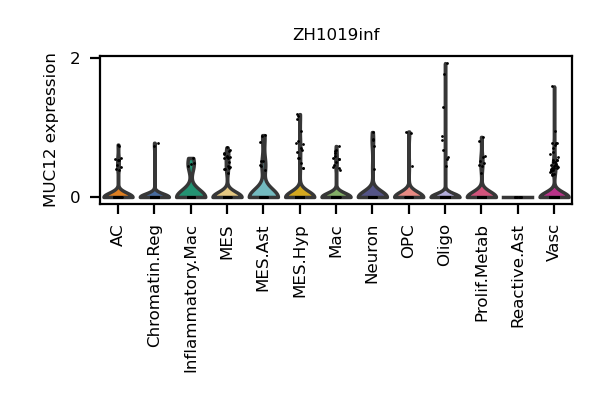 ZH1019inf
MUC12 expression
2
0
AC
Chromatin.Reg
Inflammatory.Mac
MES
MES.Ast
MES.Hyp
Mac
Neuron
OPC
Oligo
Prolif.Metab
Reactive.Ast
Vasc